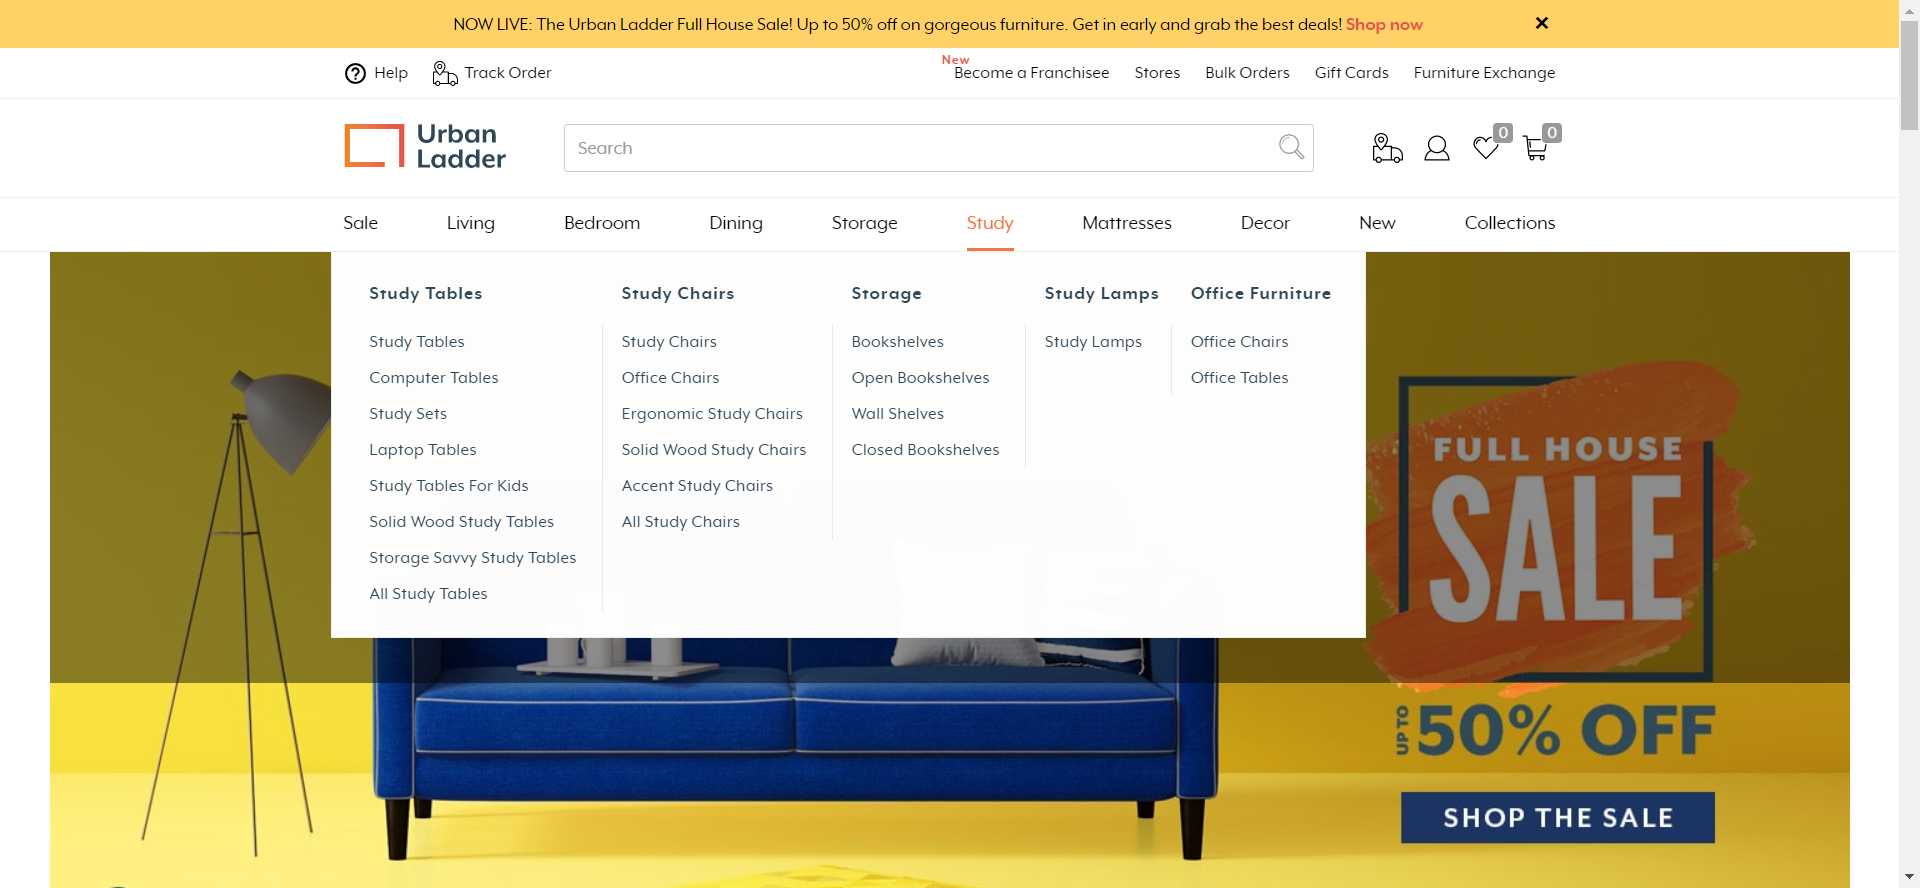 NOW LIVE: The Urban Ladder Full House Sale! Up to 50% off on gorgeous furniture. Get in early and grab the best deals! Shop now
Help
Track Order
New
Become a Franchisee
Stores
Bulk Orders
Gift Cards
Furniture Exchange
Urban
Ladder
Search
0
0
Sale
Living
Bedroom
Dining
Storage
Study
Mattresses
Decor
New
Collections
Study Tables
Study Tables
Computer Tables
Study Sets
Laptop Tables
Study Tables For Kids
Solid Wood Study Tables
Storage Savvy Study Tables
All Study Tables
Study Chairs
Study Chairs
Office Chairs
Ergonomic Study Chairs
Solid Wood Study Chairs
Accent Study Chairs
All Study Chairs
Storage
Bookshelves
Open Bookshelves
Wall Shelves
Closed Bookshelves
Study Lamps
Study Lamps
Office Furniture
Office Chairs
Office Tables
FULL HOUSE
SALE
UP TO
50% OFF
SHOP THE SALE